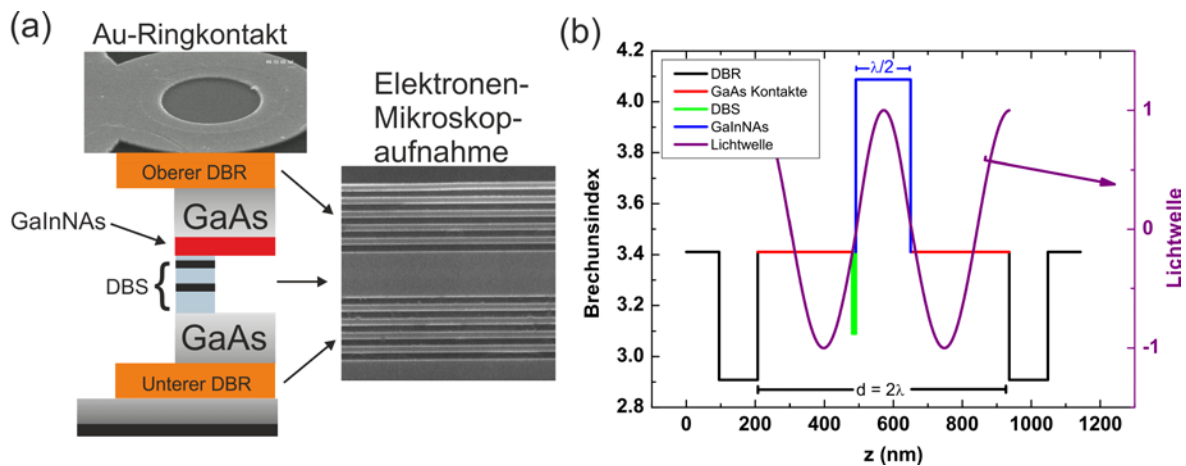 (a)
Au-Ringkontakt
Elektronen-
Mikroskop-
aufnahme
Oberer DBR
GaAs
GaInNAs
DBS
GaAs
Unterer DBR
(b)
4.2
4.0
3.8
3.6
3.4
3.2
3.0
2.8
Brechunsindex
DBR
GaAs Kontakte
DBS
GaInNAs
Lichtwelle
λ/2
d = 2λ
0
200
400
600
800
1000
1200
z (nm)
1
0
-1
Lichtwelle